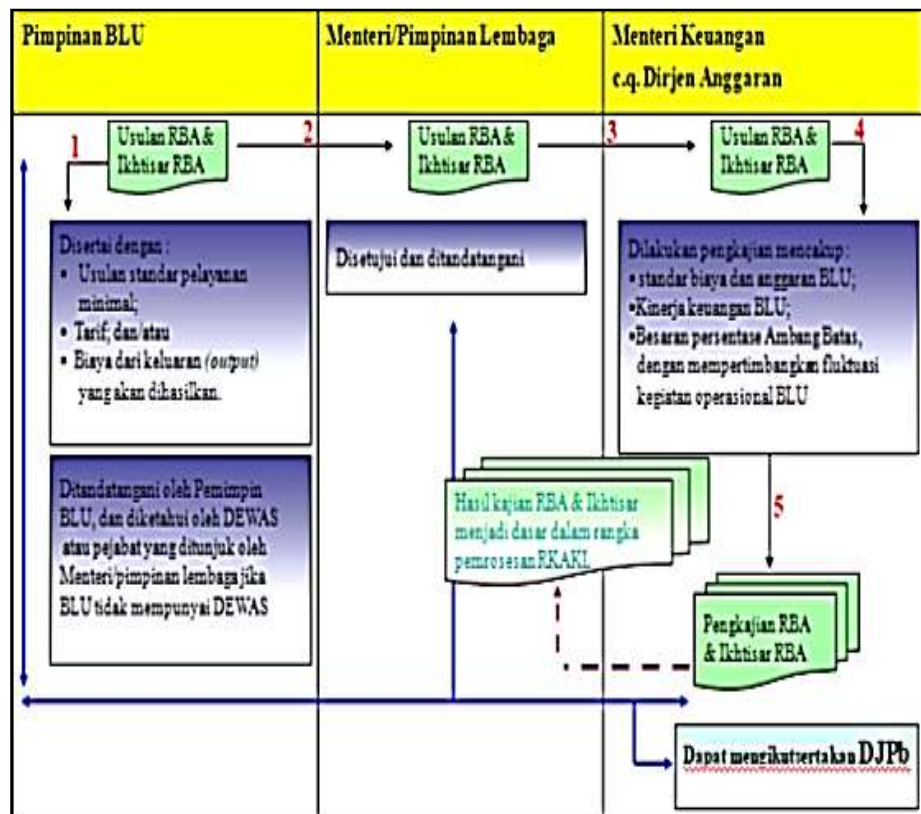 Pimpinan BLU
Menteri/Pimpinan Lembaga
Menteri Keuangan
c.q. Dirjen Anggaran
1
Usulan RBA &
Ikhtisar RBA
2
Usulan RBA &
Ikhtisar RBA
3
Usulan RBA &
Ikhtisar RBA
4
Disertai dengan :
• Usulan standar pelayanan
minimal;
• Tarif; dan/atau
• Biaya dari keluaran (output)
yang akan dihasilkan.
Disetujui dan ditandatangani
Dilakukan pengkajian mencakup :
• standar biaya dan anggaran BLU;
•Kinerja keuangan BLU;
•Besaran persentase Ambang Batas,
dengan mempertimbangkan fluktuasi
kegiatan operasional BLU
Ditandatangani oleh Pemimpin
BLU, dan diketahui oleh DEWAS
atau pejabat yang ditunjuk oleh
Menteri/pimpinan lembaga jika
BLU tidak mempunyai DEWAS
Hasil kajian RBA & Ikhtisar
menjadi dasar dalam rangka
pemrosesan RKAKL
5
Pengkajian RBA
& Ikhtisar RBA
Dapat mengikutsertakan DJPb